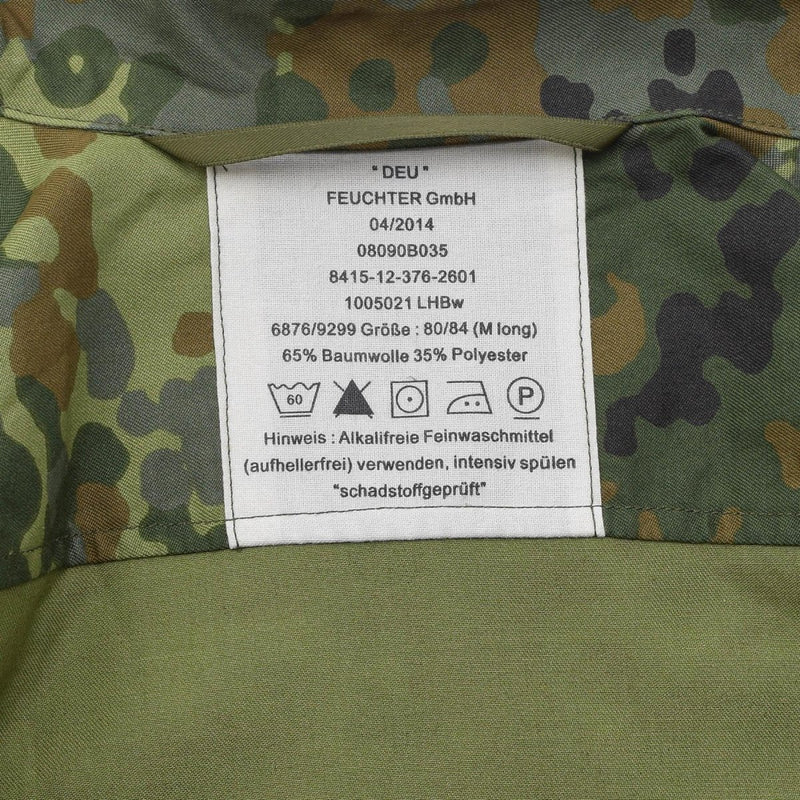 "DEU"
FEUCHTER GmbH
04/2014
08090B035
8415-12-376-2601
1005021 LHBw
6876/9299 Größe : 80/84 (M long)
65% Baumwolle 35% Polyester
60 P
Hinweis : Alkalifreie Feinwaschmittel
(aufhellerfrei) verwenden, intensiv spülen
"schadstoffgeprüft"